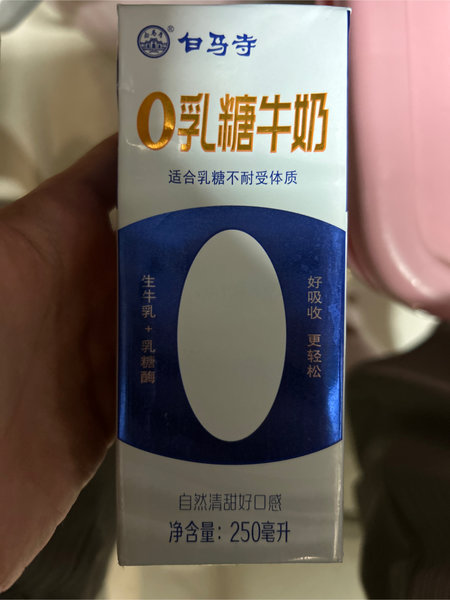 白马寺®
0乳糖牛奶
适合乳糖不耐受体质
生牛乳+乳糖酶
好吸收 更轻松
自然清甜好口感
净含量：250毫升